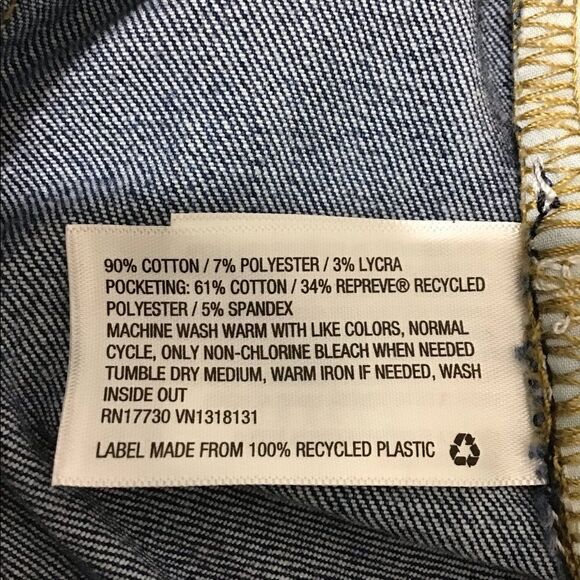 90% COTTON / 7% POLYESTER / 3% LYCRA
POCKETING: 61% COTTON / 34% REPREVE® RECYCLED
POLYESTER / 5% SPANDEX
MACHINE WASH WARM WITH LIKE COLORS, NORMAL
CYCLE, ONLY NON-CHLORINE BLEACH WHEN NEEDED
TUMBLE DRY MEDIUM, WARM IRON IF NEEDED, WASH
INSIDE OUT
RN17730 VN1318131
LABEL MADE FROM 100% RECYCLED PLASTIC